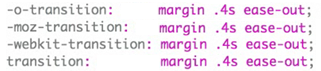 -o-transition: margin .4s ease-out;
-moz-transition: margin .4s ease-out;
-webkit-transition: margin .4s ease-out;
transition: margin .4s ease-out;